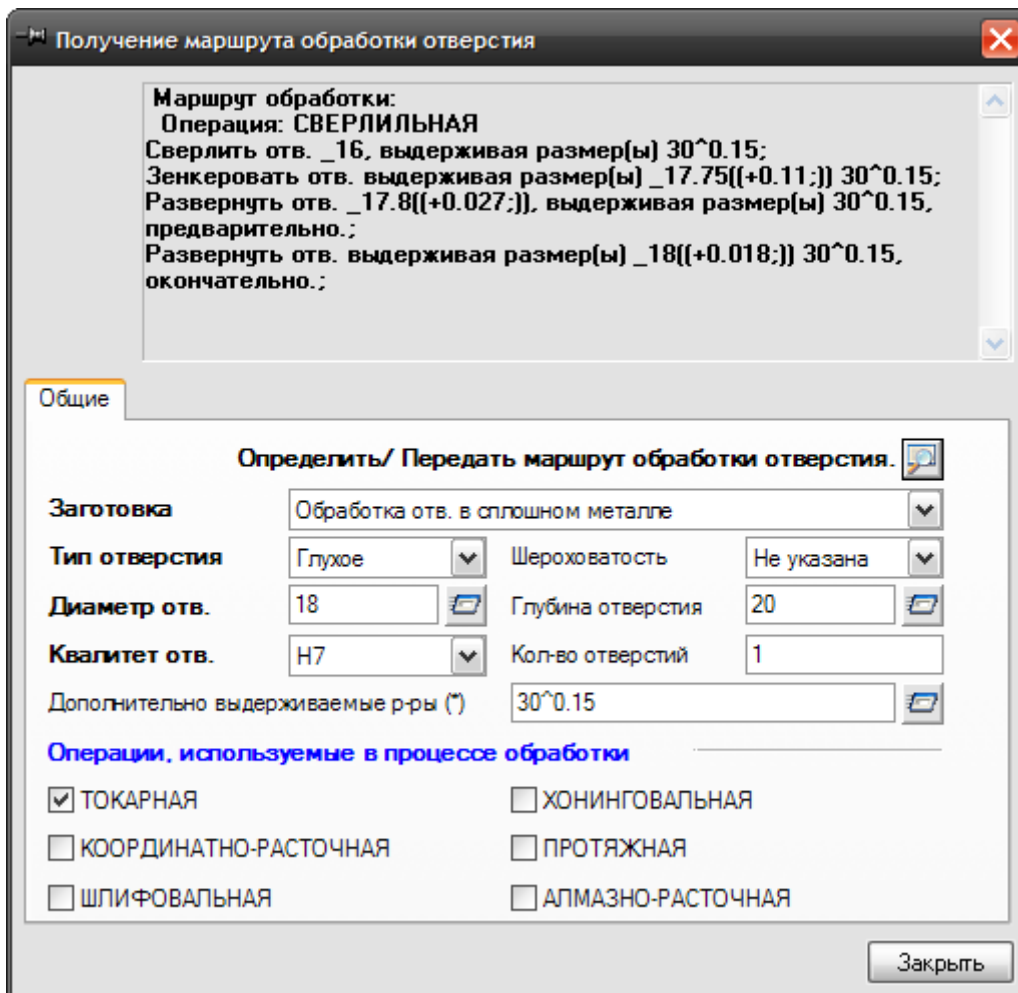 Получение маршрута обработки отверстия
Маршрут обработки:
Операция: СВЕРЛИЛЬНАЯ
Сверлить отв. _16, выдерживая размер(ы) 30^0.15;
Зенкеровать отв. выдерживая размер(ы) _17.75((+0.11;)) 30^0.15;
Развернуть отв. _17.8((+0.027;)), выдерживая размер(ы) 30^0.15,
предварительно.;
Развернуть отв. выдерживая размер(ы) _18((+0.018;)) 30^0.15,
окончательно.;
Общие
Определить/ Передать маршрут обработки отверстия.
Заготовка Обработка отв. в сплошном металле
Тип отверстия Глухое Шероховатость Не указана
Диаметр отв. 18 Глубина отверстия 20
Квалитет отв. H7 Кол-во отверстий 1
Дополнительно выдерживаемые р-ры (*) 30^0.15
Операции, используемые в процессе обработки
ТОКАРНАЯ ХОНИНГОВАЛЬНАЯ
КООРДИНАТНО-РАСТОЧНАЯ ПРОТЯЖНАЯ
ШЛИФОВАЛЬНАЯ АЛМАЗНО-РАСТОЧНАЯ
Закрыть